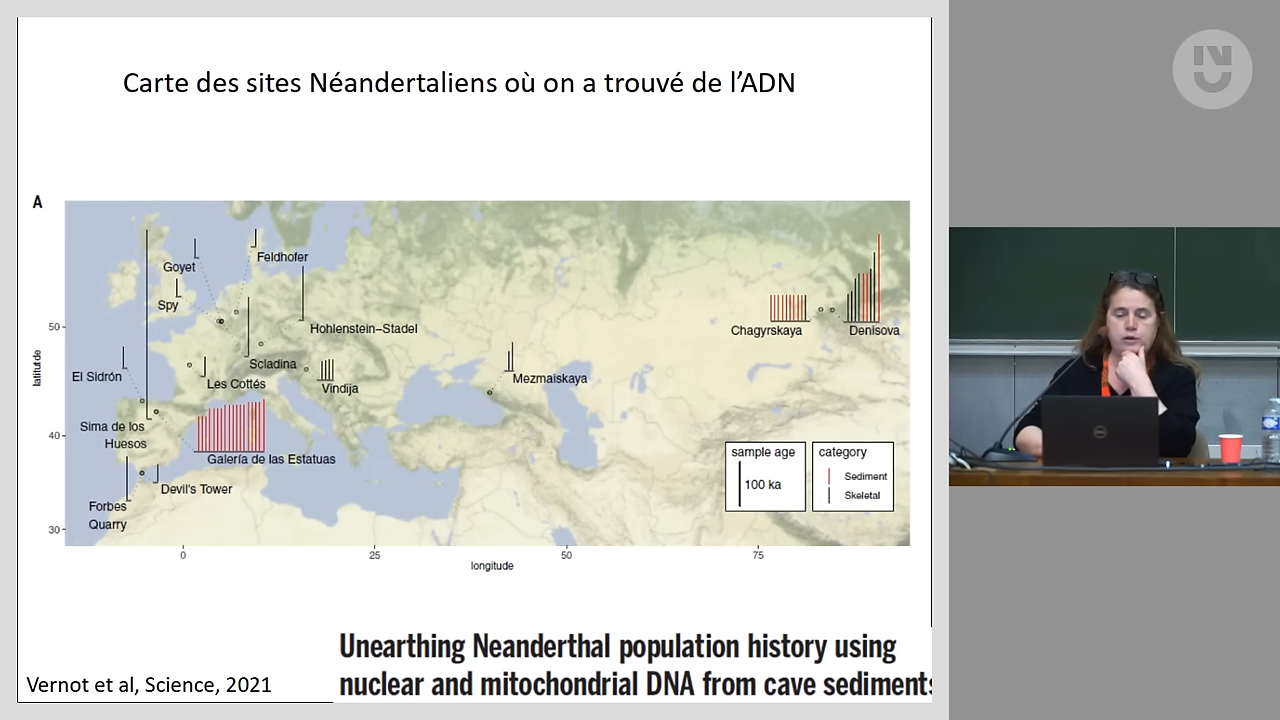 Carte des sites Néandertaliens où on a trouvé de l’ADN
A
Goyet
Feldhofer
Spy
50
Hohlenstein–Stadel
Chagyrskaya
Denisova
latitude
Scladina
El Sidrón
Les Cottés
Vindija
Mezmaiskaya
Sima de los
Huesos
40
Galería de las Estatuas
sample age
100 ka
category
Sediment
Skeletal
Devil's Tower
Forbes
Quarry
30
0
25
50
75
longitude
Unearthing Neanderthal population history using
nuclear and mitochondrial DNA from cave sediments
Vernot et al, Science, 2021
DELL